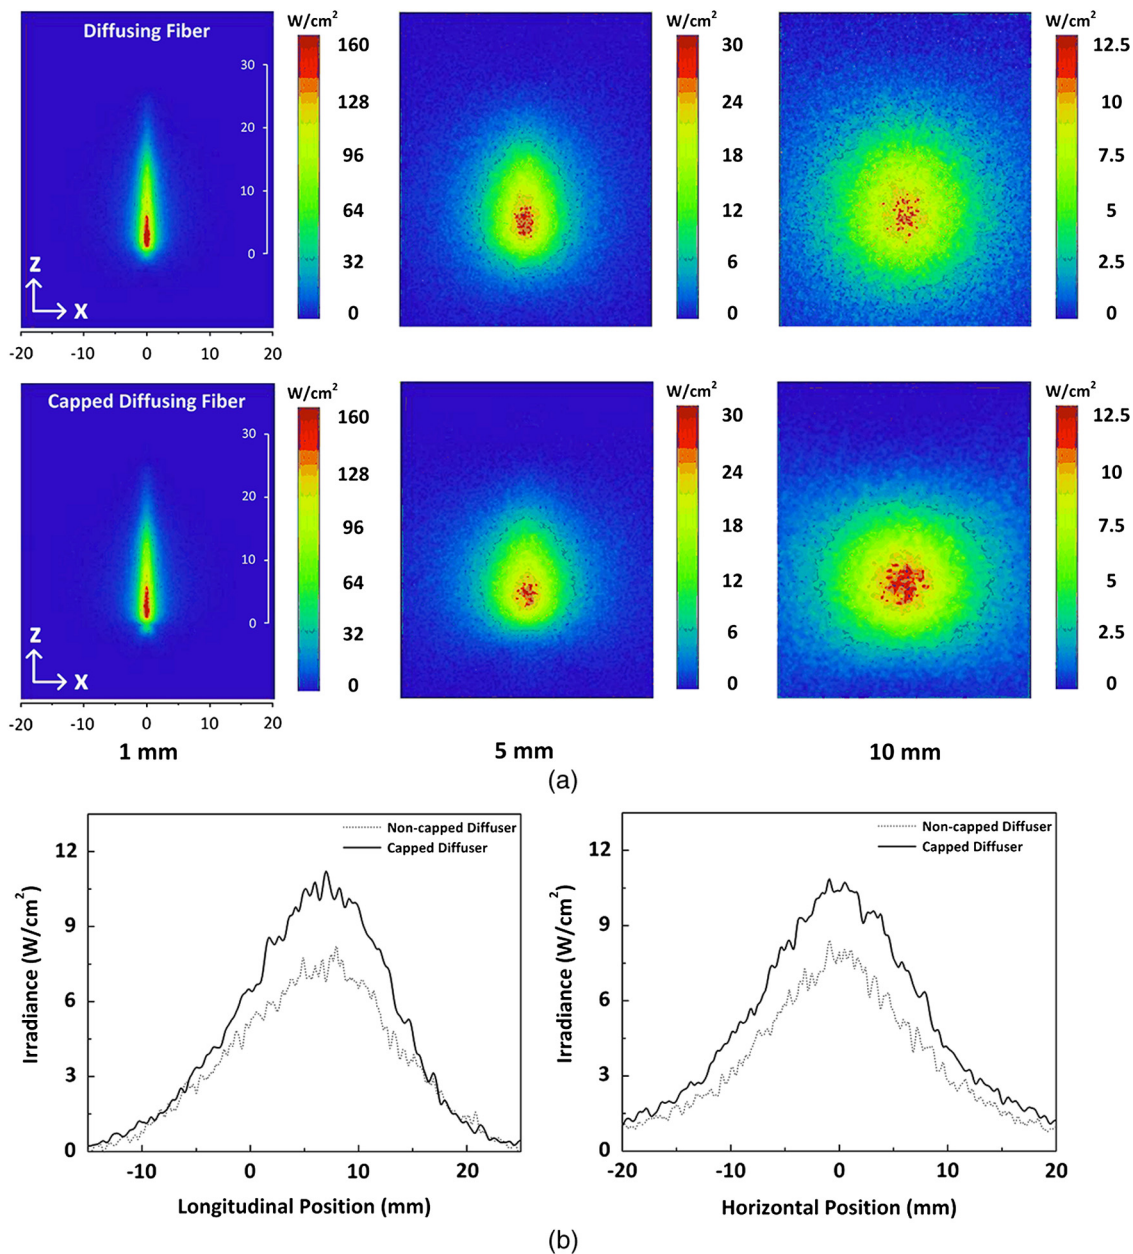 Diffusing Fiber
30
20
10
0
Z
X
-20 -10 0 10 20
W/cm2
160
128
96
64
32
0
W/cm2
30
24
18
12
6
0
W/cm2
12.5
10
7.5
5
2.5
0
Capped Diffusing Fiber
30
20
10
0
Z
X
-20 -10 0 10 20
W/cm2
160
128
96
64
32
0
W/cm2
30
24
18
12
6
0
W/cm2
12.5
10
7.5
5
2.5
0
1 mm 5 mm 10 mm
(a)
Irradiance (W/cm2)
12
9
6
3
0
Non-capped Diffuser
Capped Diffuser
-10 0 10 20
Longitudinal Position (mm)
Irradiance (W/cm2)
12
9
6
3
0
Non-capped Diffuser
Capped Diffuser
-20 -10 0 10 20
Horizontal Position (mm)
(b)